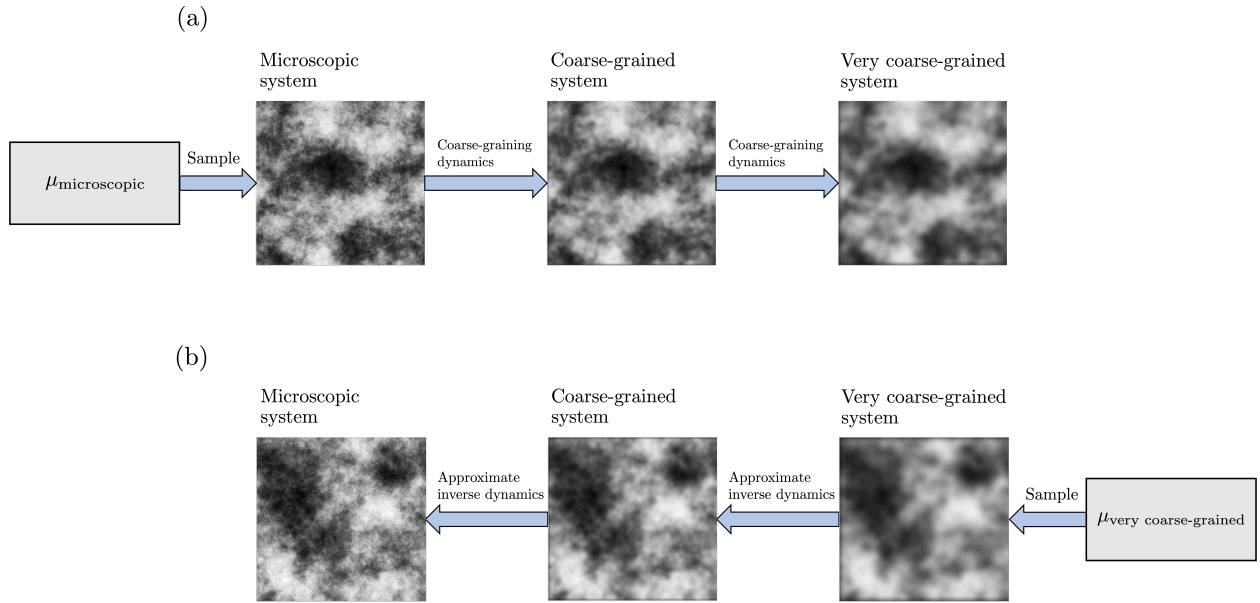 (a)
Microscopic
system
Coarse-grained
system
Very coarse-grained
system
μmicroscopic
Sample
Coarse-graining
dynamics
Coarse-graining
dynamics
(b)
Microscopic
system
Coarse-grained
system
Very coarse-grained
system
Approximate
inverse dynamics
Approximate
inverse dynamics
Sample
μvery coarse-grained